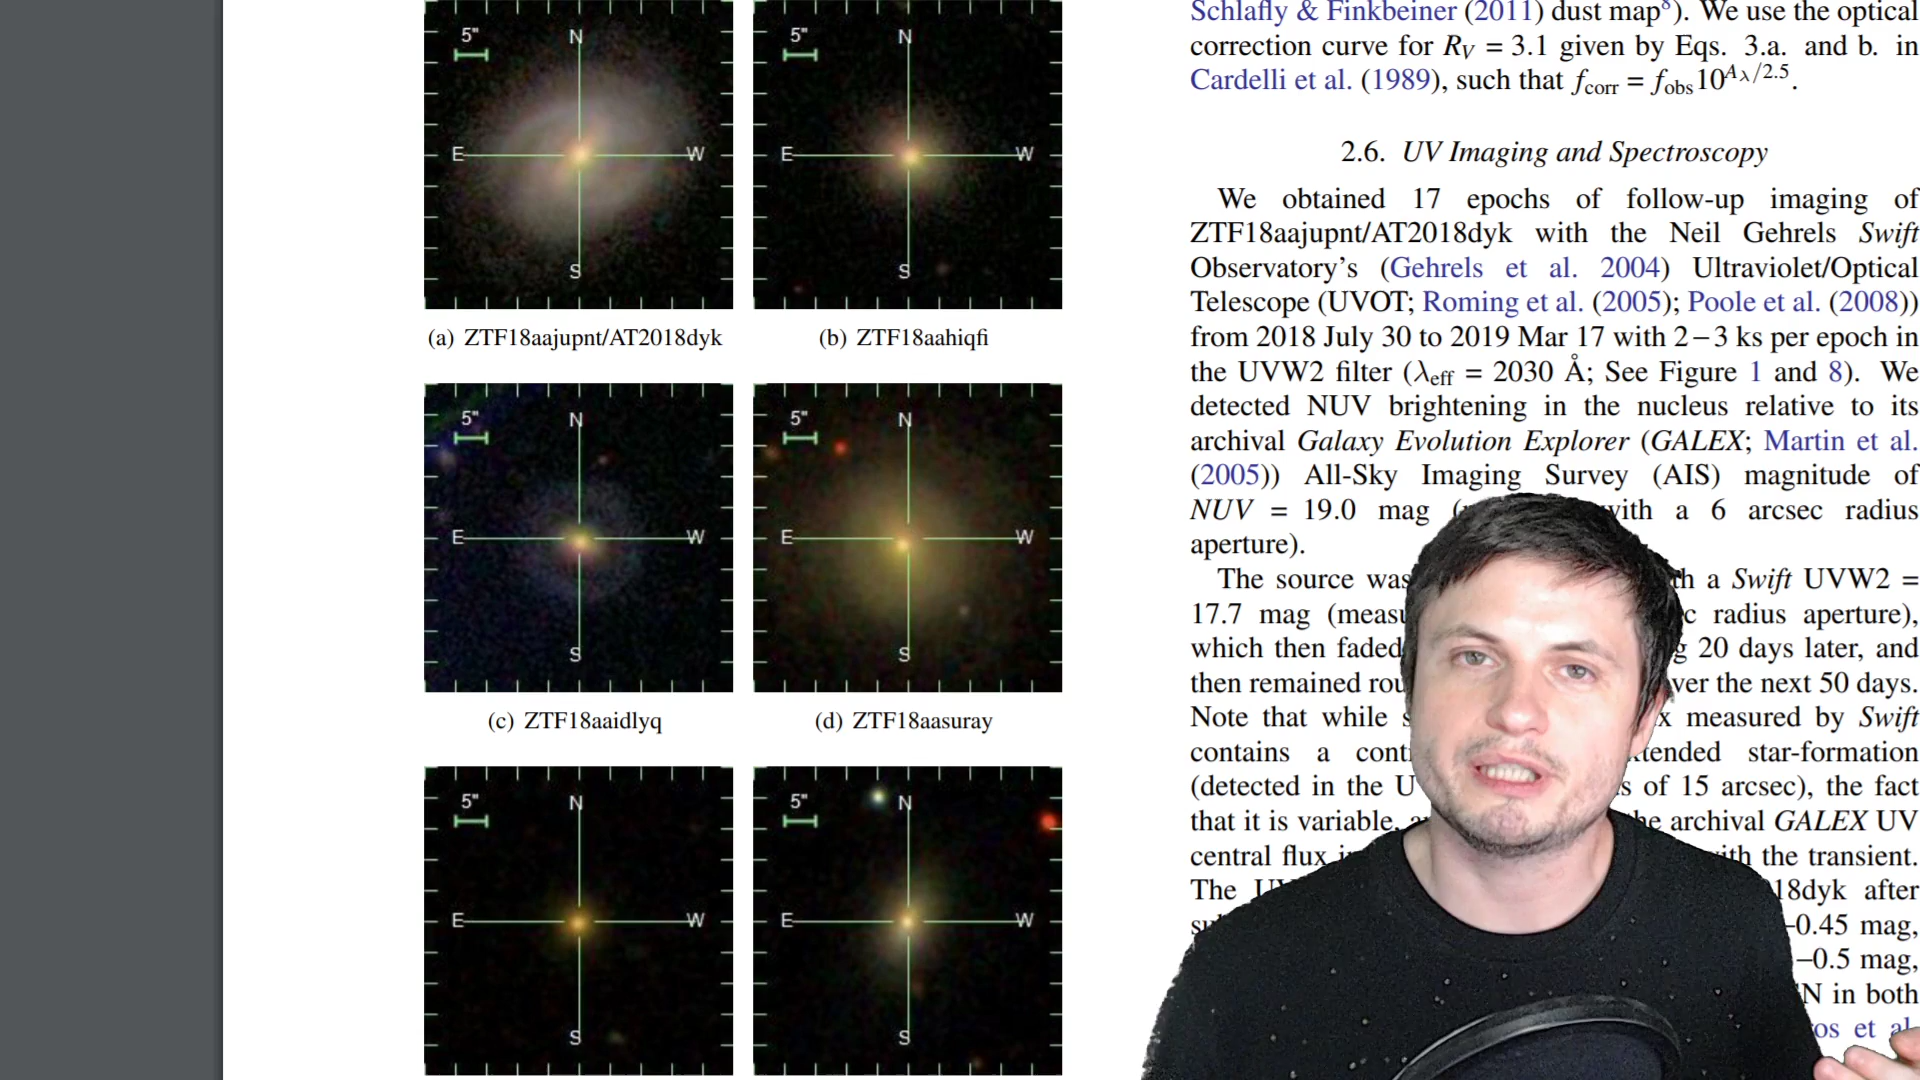 5" N
E W
S
(a) ZTF18aajupnt/AT2018dyk
5" N
E W
S
(b) ZTF18aahiqfi
5" N
E W
S
(c) ZTF18aaidlyq
5" N
E W
S
(d) ZTF18aasuray
5" N
E W
S
5" N
E W
S
Schlafly & Finkbeiner (2011) dust map⁸). We use the optical
correction curve for R_V = 3.1 given by Eqs. 3.a. and b. in
Cardelli et al. (1989), such that f_corr = f_obs 10^{A_λ/2.5}.
2.6. UV Imaging and Spectroscopy
We obtained 17 epochs of follow-up imaging of
ZTF18aajupnt/AT2018dyk with the Neil Gehrels Swift
Observatory's (Gehrels et al. 2004) Ultraviolet/Optical
Telescope (UVOT; Roming et al. (2005); Poole et al. (2008))
from 2018 July 30 to 2019 Mar 17 with 2−3 ks per epoch in
the UVW2 filter (λ_eff = 2030 Å; See Figure 1 and 8). We
detected NUV brightening in the nucleus relative to its
archival Galaxy Evolution Explorer (GALEX; Martin et al.
(2005)) All-Sky Imaging Survey (AIS) magnitude of
NUV = 19.0 mag ( with a 6 arcsec radius
aperture).
The source was a Swift UVW2 =
17.7 mag radius aperture),
which then faded 20 days later, and
then remained the next 50 days.
Note that while measured by Swift
contains a star-formation
(detected in the of 15 arcsec), the fact
that it is variable, archival GALEX UV
central flux with the transient.
The 18dyk after
–0.45 mag,
–0.5 mag,
N in both
et al.